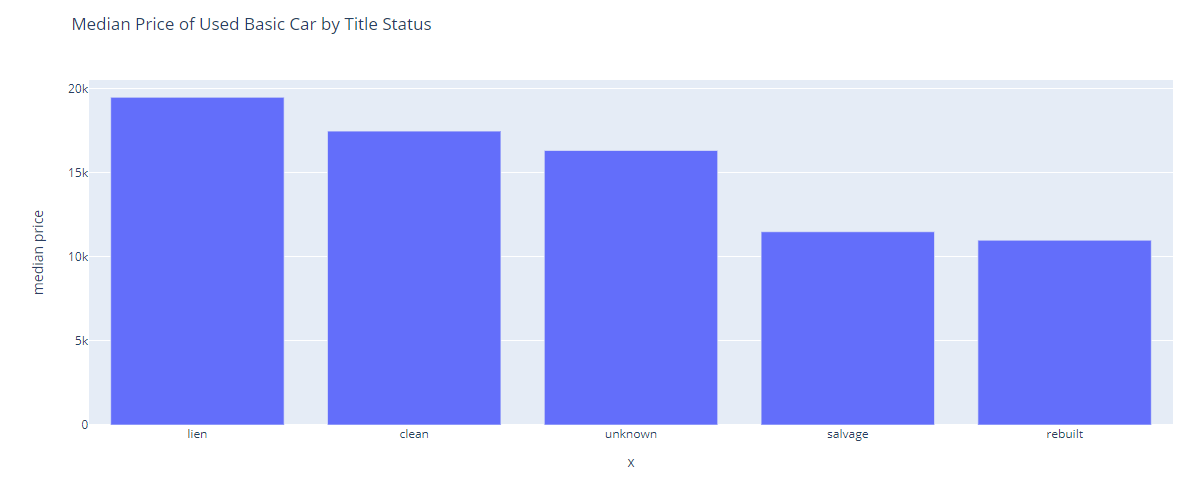 Median Price of Used Basic Car by Title Status
20k
15k
10k
5k
0
median price
lien clean unknown salvage rebuilt
x